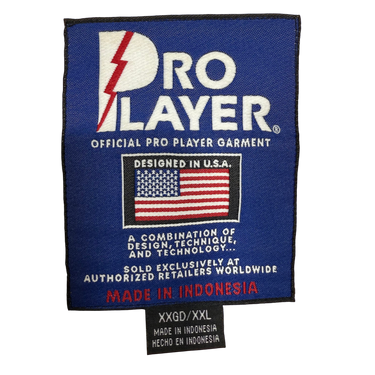 PRO
PLAYER®
OFFICIAL PRO PLAYER GARMENT
DESIGNED IN U.S.A.
A COMBINATION OF
DESIGN, TECHNIQUE,
AND TECHNOLOGY...
SOLD EXCLUSIVELY AT
AUTHORIZED RETAILERS WORLDWIDE
MADE IN INDONESIA
XXGD/XXL
MADE IN INDONESIA
HECHO EN INDONESIA